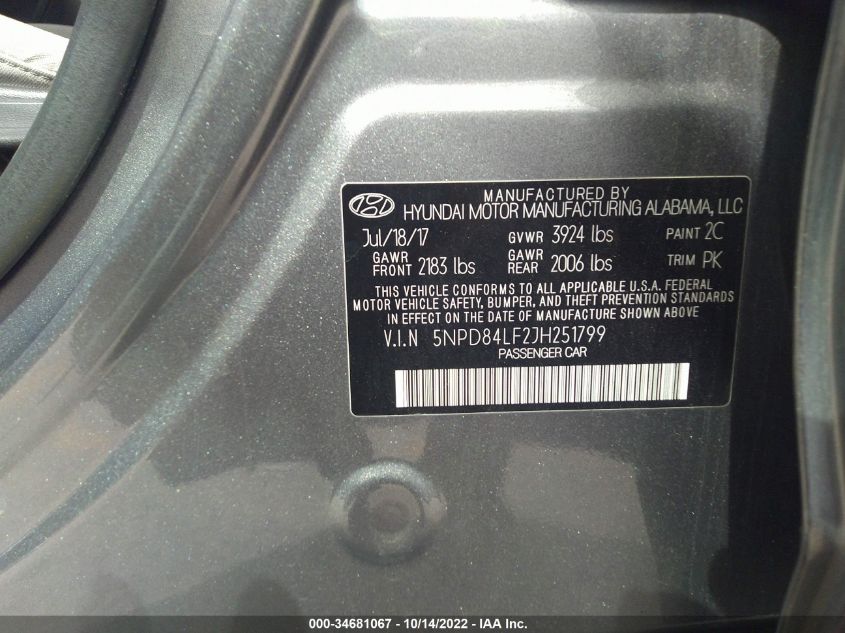 MANUFACTURED BY
HYUNDAI MOTOR MANUFACTURING ALABAMA, LLC
Jul/18/17 GVWR 3924 lbs PAINT 2C
GAWR FRONT 2183 lbs GAWR REAR 2006 lbs TRIM PK
THIS VEHICLE CONFORMS TO ALL APPLICABLE U.S.A. FEDERAL
MOTOR VEHICLE SAFETY, BUMPER, AND THEFT PREVENTION STANDARDS
IN EFFECT ON THE DATE OF MANUFACTURE SHOWN ABOVE
V.I.N 5NPD84LF2JH251799
PASSENGER CAR
000-34681067 - 10/14/2022 - IAA Inc.